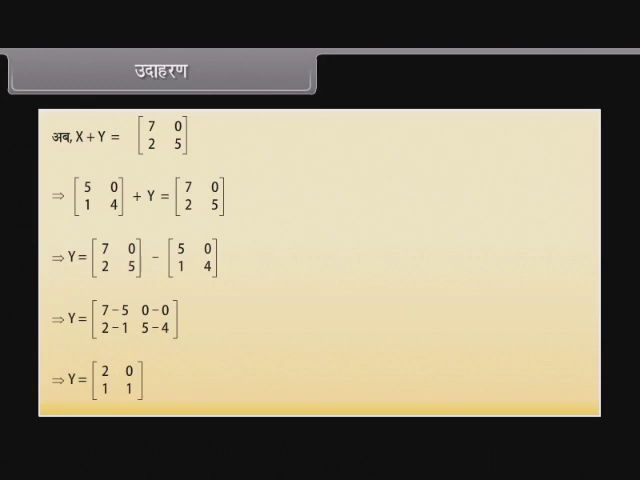 उदाहरण
अब, X + Y = [7 0
2 5]
⇒ [5 0
1 4] + Y = [7 0
2 5]
⇒ Y = [7 0
2 5] - [5 0
1 4]
⇒ Y = [7 - 5 0 - 0
2 - 1 5 - 4]
⇒ Y = [2 0
1 1]